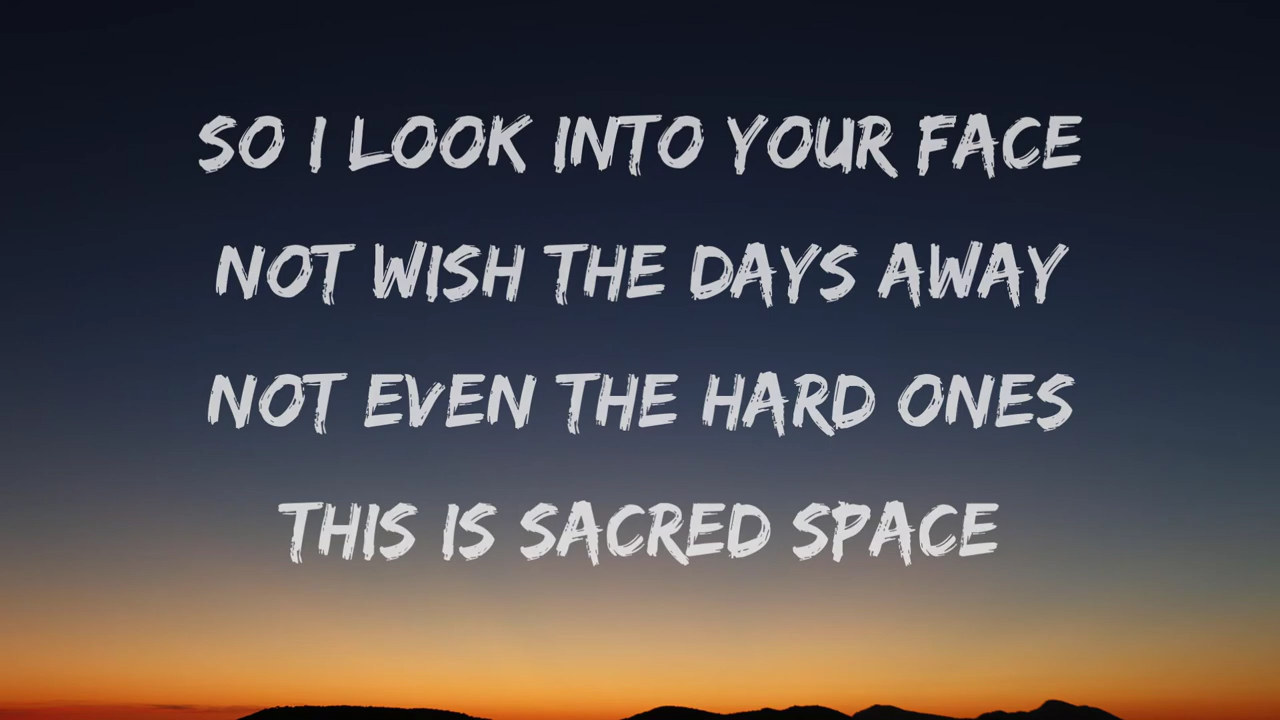 SO I LOOK INTO YOUR FACE
NOT WISH THE DAYS AWAY
NOT EVEN THE HARD ONES
THIS IS SACRED SPACE